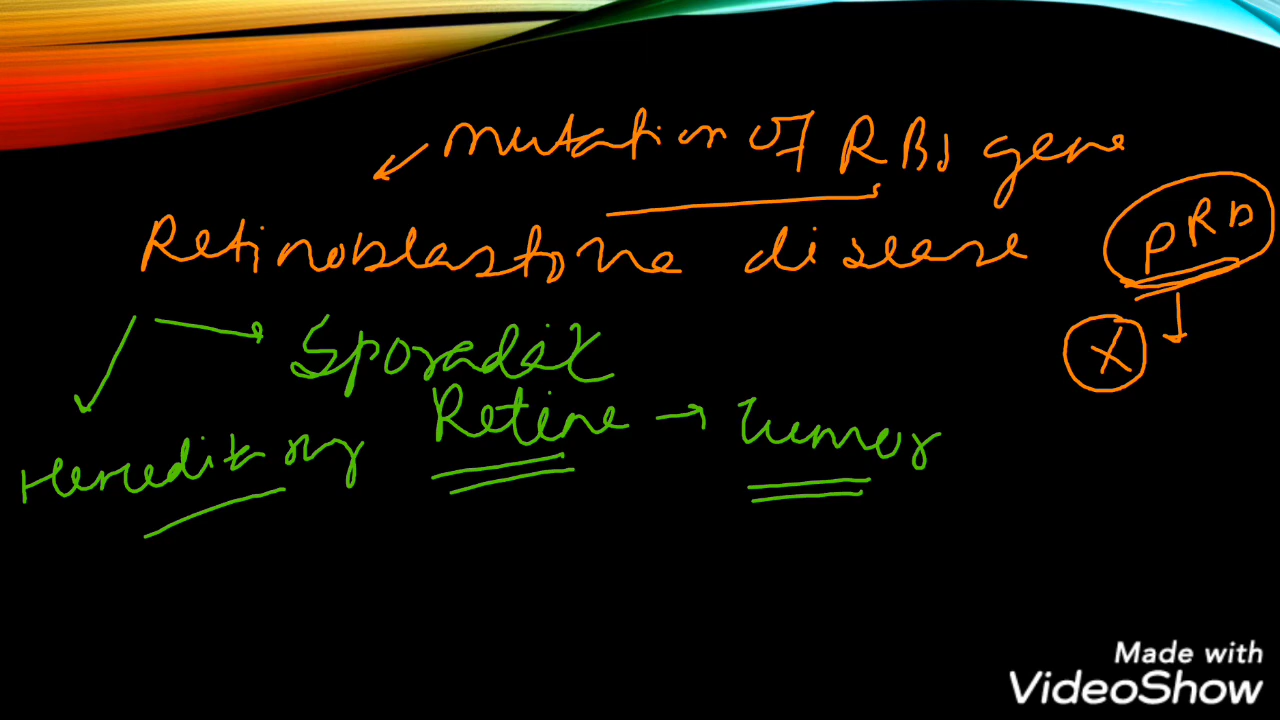 Mutation of RB1 gene
Retinoblastoma disease
PRB
X
Sporadic
Retine → Tumor
Hereditary
Made with
VideoShow